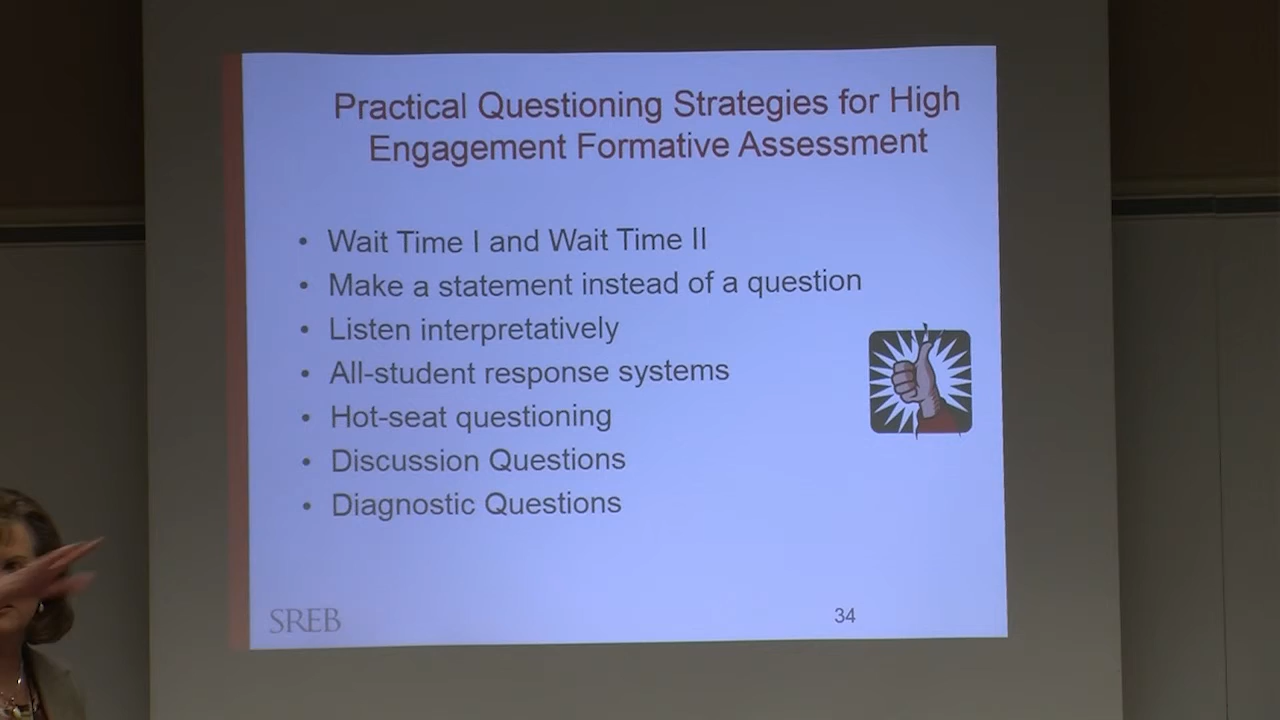 Practical Questioning Strategies for High
Engagement Formative Assessment
• Wait Time I and Wait Time II
• Make a statement instead of a question
• Listen interpretatively
• All-student response systems
• Hot-seat questioning
• Discussion Questions
• Diagnostic Questions
SREB
34